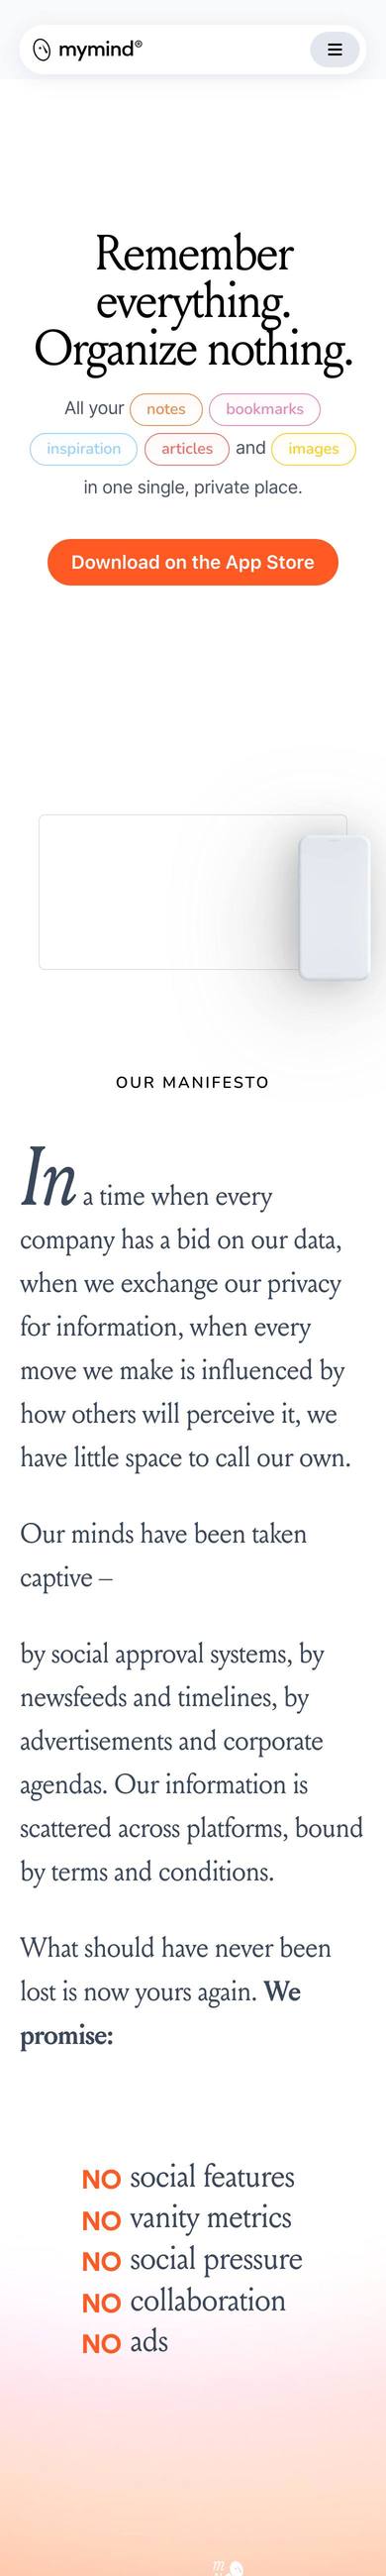 mymind®
Remember
everything.
Organize nothing.
All your notes bookmarks
inspiration articles and images
in one single, private place.
Download on the App Store
OUR MANIFESTO
In a time when every
company has a bid on our data,
when we exchange our privacy
for information, when every
move we make is influenced by
how others will perceive it, we
have little space to call our own.
Our minds have been taken
captive –
by social approval systems, by
newsfeeds and timelines, by
advertisements and corporate
agendas. Our information is
scattered across platforms, bound
by terms and conditions.
What should have never been
lost is now yours again. We
promise:
NO social features
NO vanity metrics
NO social pressure
NO collaboration
NO ads